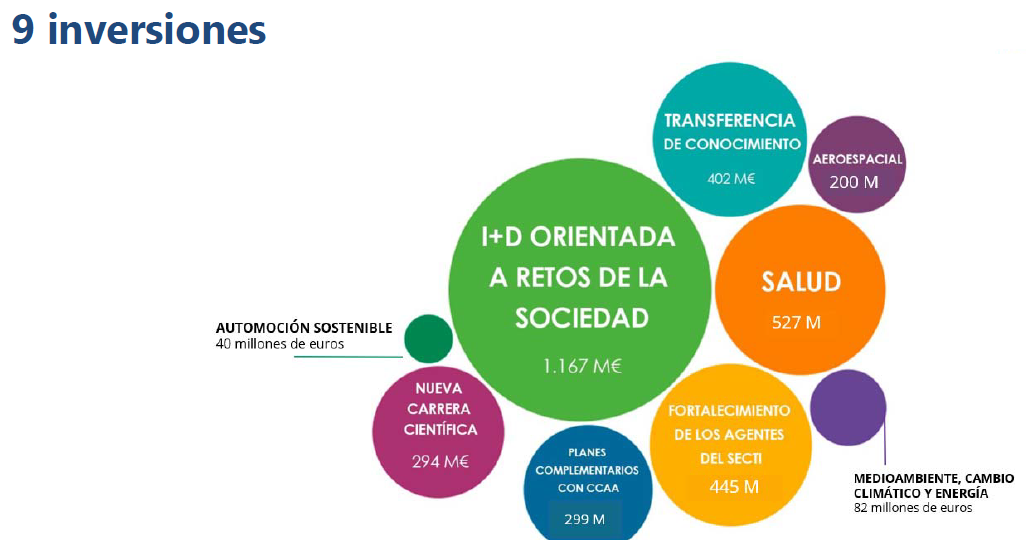 9 inversiones
TRANSFERENCIA
DE CONOCIMIENTO
402 M€
AEROESPACIAL
200 M
I+D ORIENTADA
A RETOS DE LA
SOCIEDAD
1.167 M€
SALUD
527 M
AUTOMOCIÓN SOSTENIBLE
40 millones de euros
NUEVA
CARRERA
CIENTÍFICA
294 M€
PLANES
COMPLEMENTARIOS
CON CCAA
299 M
FORTALECIMIENTO
DE LOS AGENTES
DEL SECTI
445 M
MEDIOAMBIENTE, CAMBIO
CLIMÁTICO Y ENERGÍA
82 millones de euros